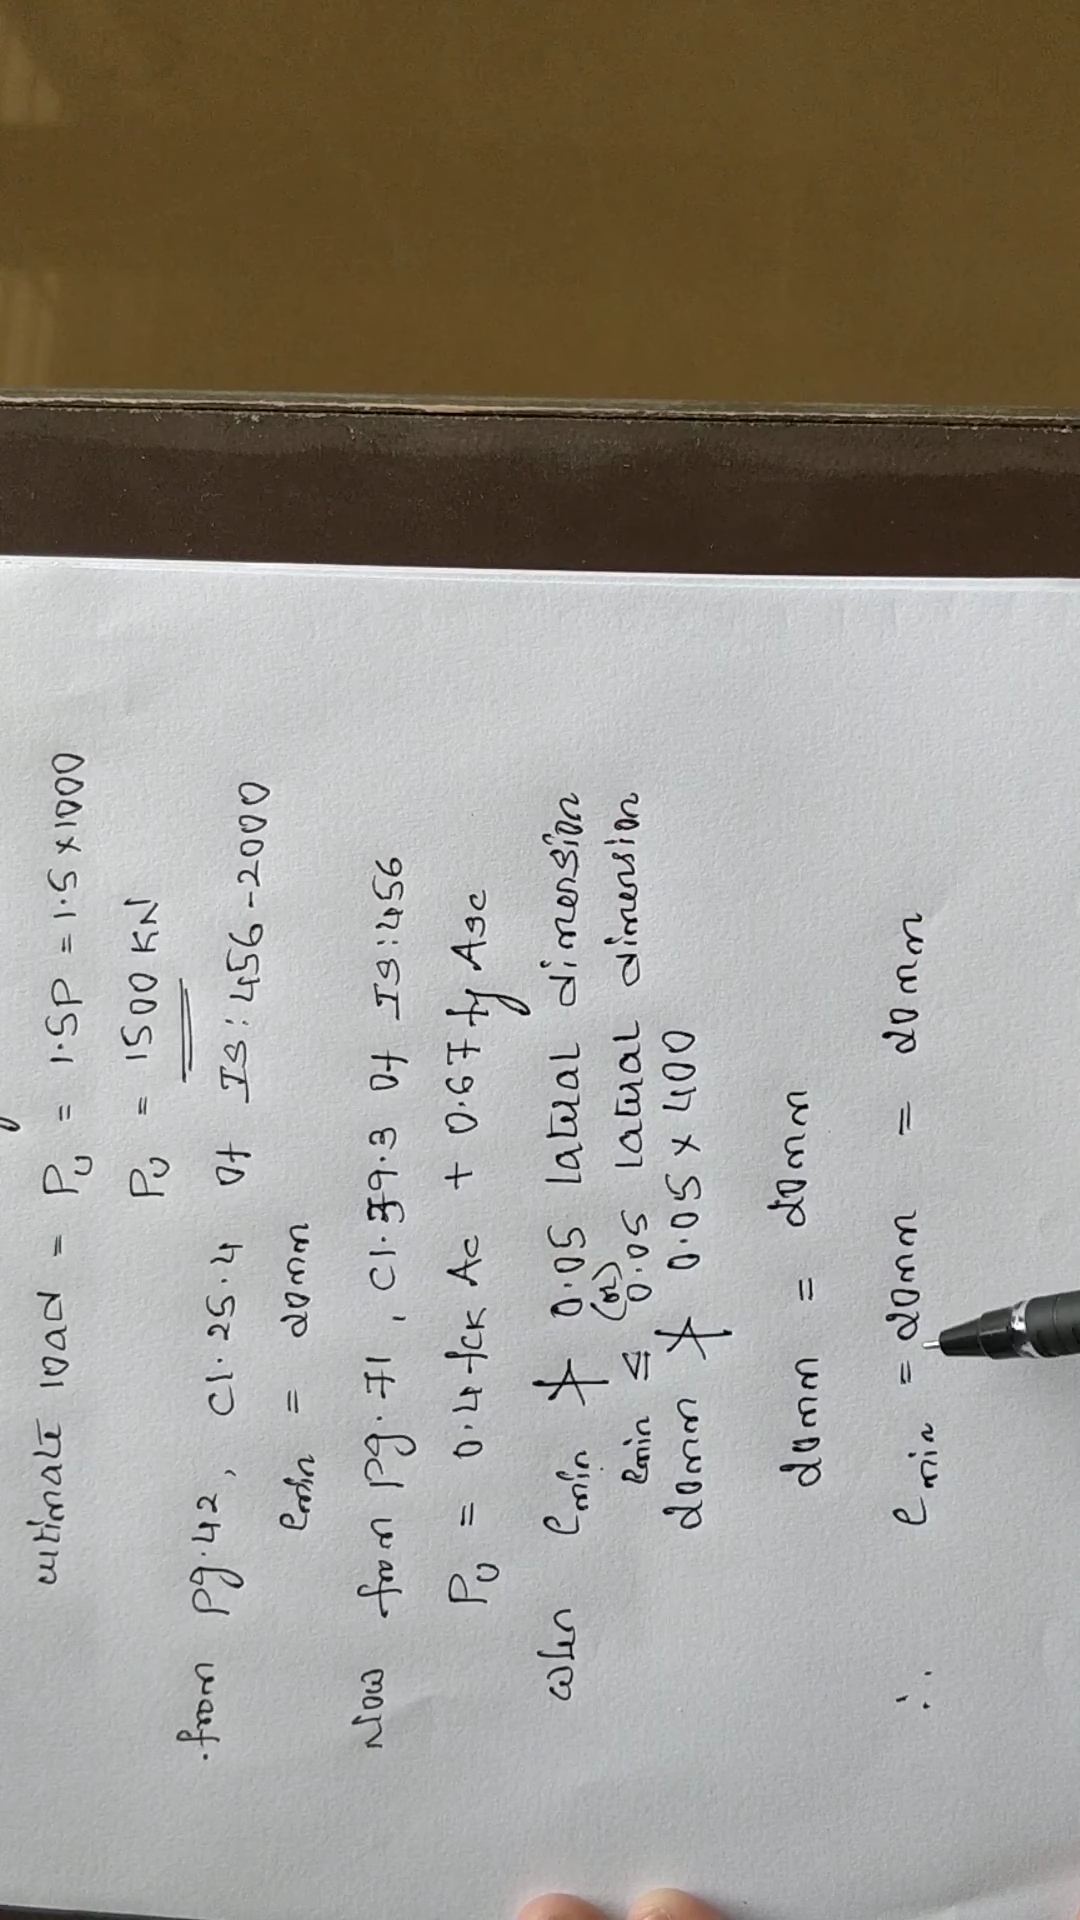 ultimate load = PU = 1.5P = 1.5 × 1000
PU = 1500 KN
from Pg.42, Cl.25.4 of IS:456-2000
emin = 20mm
Now from Pg.71, Cl.39.3 of IS:456
PU = 0.4 fck Ac + 0.67 fy Asc
When emin ≯ 0.05 lateral dimension
(or)
emin ≤ 0.05 lateral dimension
20mm ≯ 0.05 × 400
20mm = 20mm
∴ emin = 20mm = 20mm